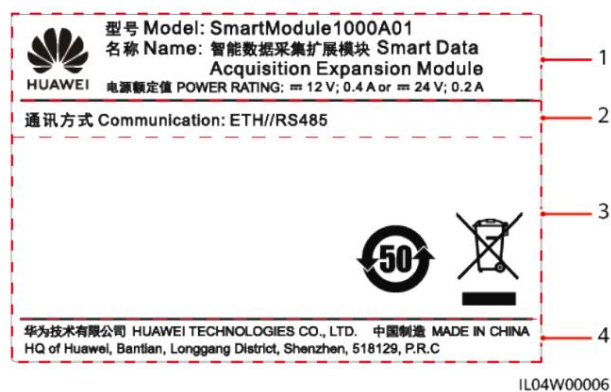 型号 Model: SmartModule1000A01
名称 Name: 智能数据采集扩展模块 Smart Data
Acquisition Expansion Module
HUAWEI
电源额定值 POWER RATING: ⎓ 12 V; 0.4 A or ⎓ 24 V; 0.2 A
1
通讯方式 Communication: ETH//RS485
2
3
50
华为技术有限公司 HUAWEI TECHNOLOGIES CO., LTD. 中国制造 MADE IN CHINA
HQ of Huawei, Bantian, Longgang District, Shenzhen, 518129, P.R.C
4
IL04W00006